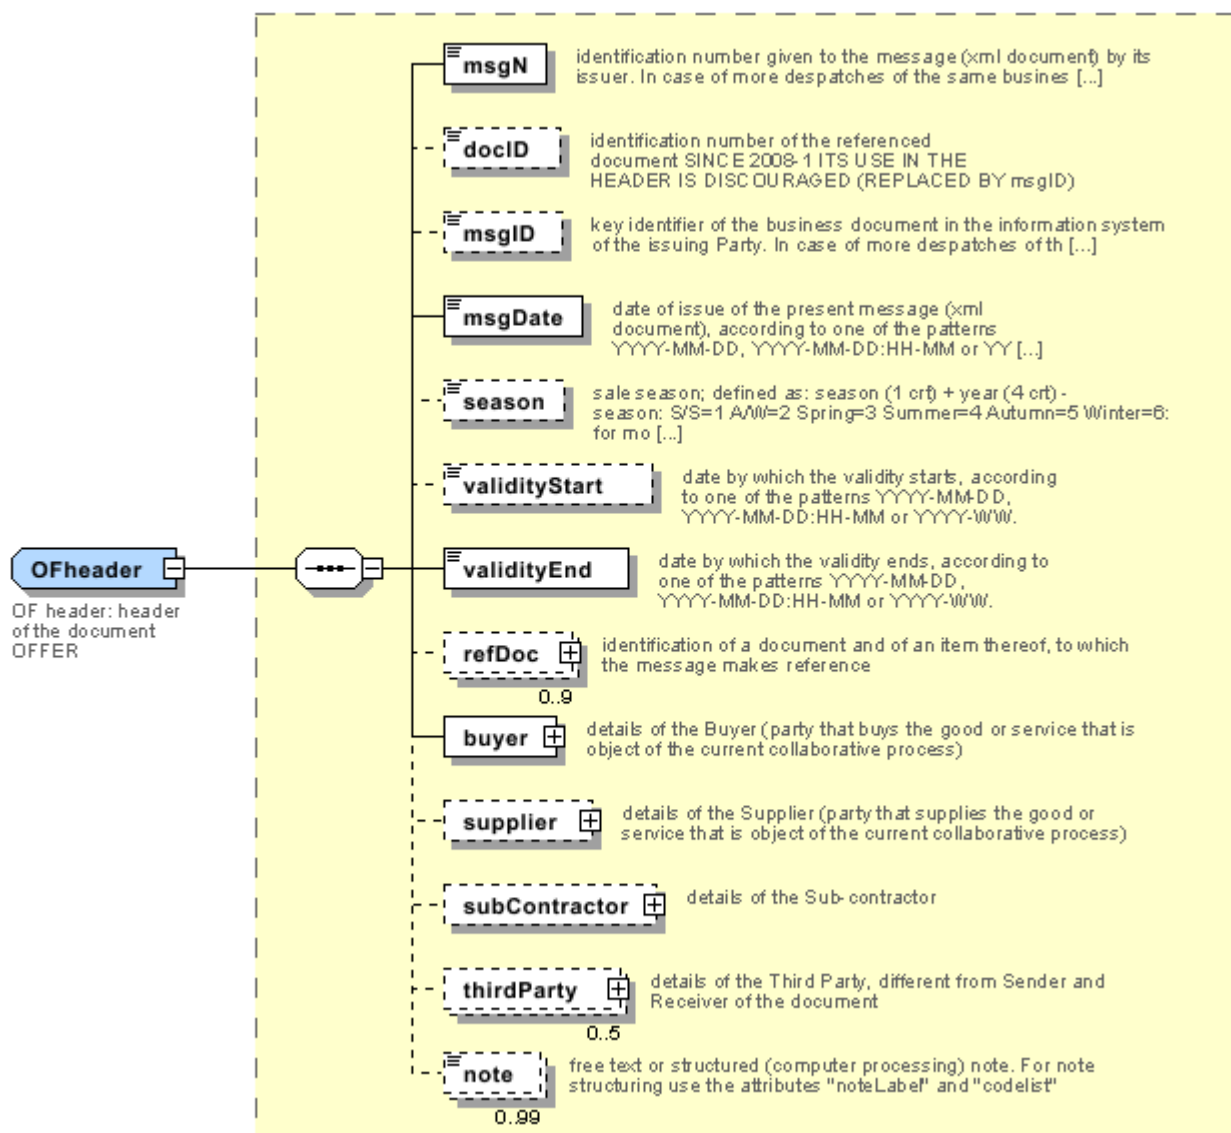 msgN
identification number given to the message (xml document) by its
issuer. In case of more despatches of the same busines [...]
docID
identification number of the referenced
document SINCE 2008-1 ITS USE IN THE
HEADER IS DISCOURAGED (REPLACED BY msgID)
msgID
key identifier of the business document in the information system
of the issuing Party. In case of more despatches of th [...]
msgDate
date of issue of the present message (xml
document), according to one of the patterns
YYYY-MM-DD, YYYY-MM-DD:HH-MM or YY [...]
season
sale season; defined as: season (1 crt) + year (4 crt) -
season: S/S=1 A/W=2 Spring=3 Summer=4 Autumn=5 Winter=6:
for mo [...]
validityStart
date by which the validity starts, according
to one of the patterns YYYY-MM-DD,
YYYY-MM-DD:HH-MM or YYYY-WW.
OFheader
OF header: header
of the document
OFFER
validityEnd
date by which the validity ends, according to
one of the patterns YYYY-MM-DD,
YYYY-MM-DD:HH-MM or YYYY-WW.
refDoc
identification of a document and of an item thereof, to which
the message makes reference
0..9
buyer
details of the Buyer (party that buys the good or service that is
object of the current collaborative process)
supplier
details of the Supplier (party that supplies the good or
service that is object of the current collaborative process)
subContractor
details of the Sub-contractor
thirdParty
details of the Third Party, different from Sender and
Receiver of the document
0..5
note
free text or structured (computer processing) note. For note
structuring use the attributes "noteLabel" and "codelist"
0..99